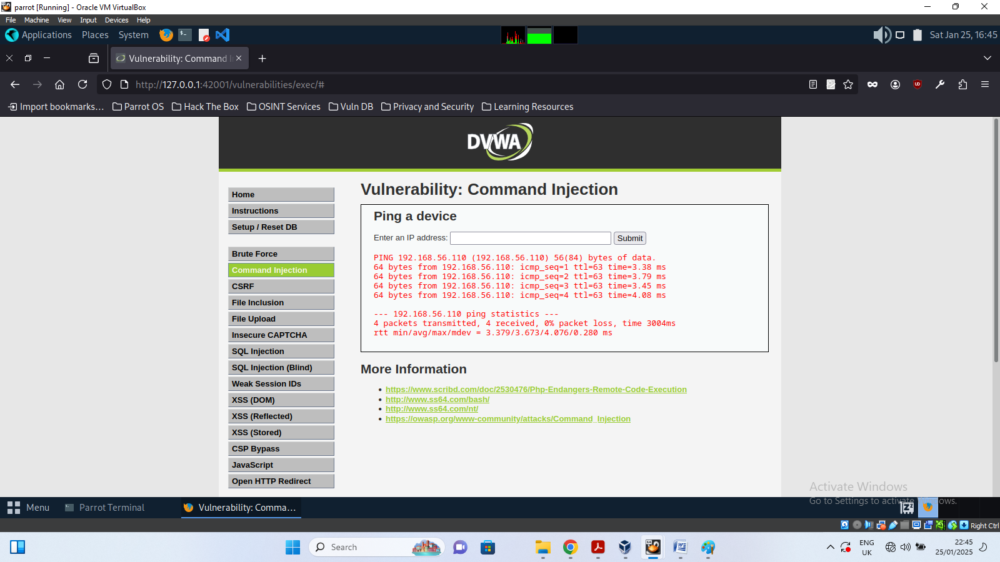 parrot [Running] - Oracle VM VirtualBox
File Machine View Input Devices Help
Applications Places System
Sat Jan 25, 16:45
Vulnerability: Command I
http://127.0.0.1:42001/vulnerabilities/exec/#
Import bookmarks... Parrot OS Hack The Box OSINT Services Vuln DB Privacy and Security Learning Resources
DVWA
Home
Instructions
Setup / Reset DB
Brute Force
Command Injection
CSRF
File Inclusion
File Upload
Insecure CAPTCHA
SQL Injection
SQL Injection (Blind)
Weak Session IDs
XSS (DOM)
XSS (Reflected)
XSS (Stored)
CSP Bypass
JavaScript
Open HTTP Redirect
Vulnerability: Command Injection
Ping a device
Enter an IP address: Submit
PING 192.168.56.110 (192.168.56.110) 56(84) bytes of data.
64 bytes from 192.168.56.110: icmp_seq=1 ttl=63 time=3.38 ms
64 bytes from 192.168.56.110: icmp_seq=2 ttl=63 time=3.79 ms
64 bytes from 192.168.56.110: icmp_seq=3 ttl=63 time=3.45 ms
64 bytes from 192.168.56.110: icmp_seq=4 ttl=63 time=4.08 ms
--- 192.168.56.110 ping statistics ---
4 packets transmitted, 4 received, 0% packet loss, time 3004ms
rtt min/avg/max/mdev = 3.379/3.673/4.076/0.280 ms
More Information
https://www.scribd.com/doc/2530476/Php-Endangers-Remote-Code-Execution
http://www.ss64.com/bash/
http://www.ss64.com/nt/
https://owasp.org/www-community/attacks/Command_Injection
Activate Windows
Go to Settings to activate
Menu Parrot Terminal Vulnerability: Comma...
Right Ctrl
Search
ENG
UK
22:45
25/01/2025